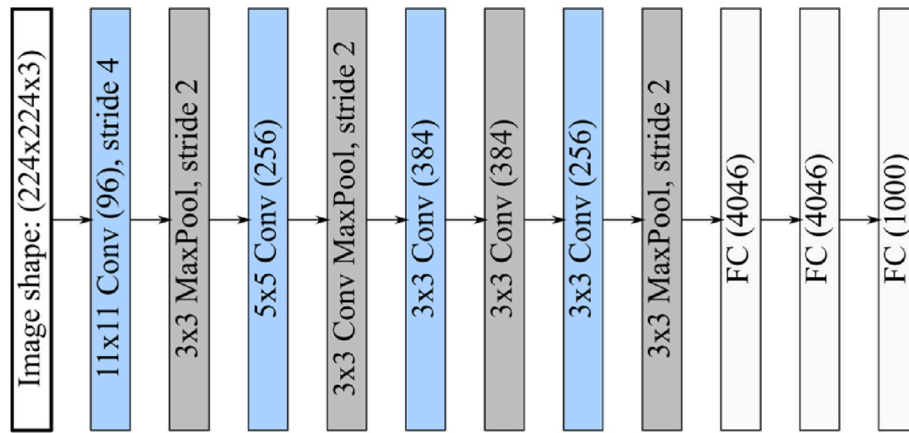 Image shape: (224x224x3)
11x11 Conv (96), stride 4
3x3 MaxPool, stride 2
5x5 Conv (256)
3x3 Conv MaxPool, stride 2
3x3 Conv (384)
3x3 Conv (384)
3x3 Conv (256)
3x3 MaxPool, stride 2
FC (4046)
FC (4046)
FC (1000)